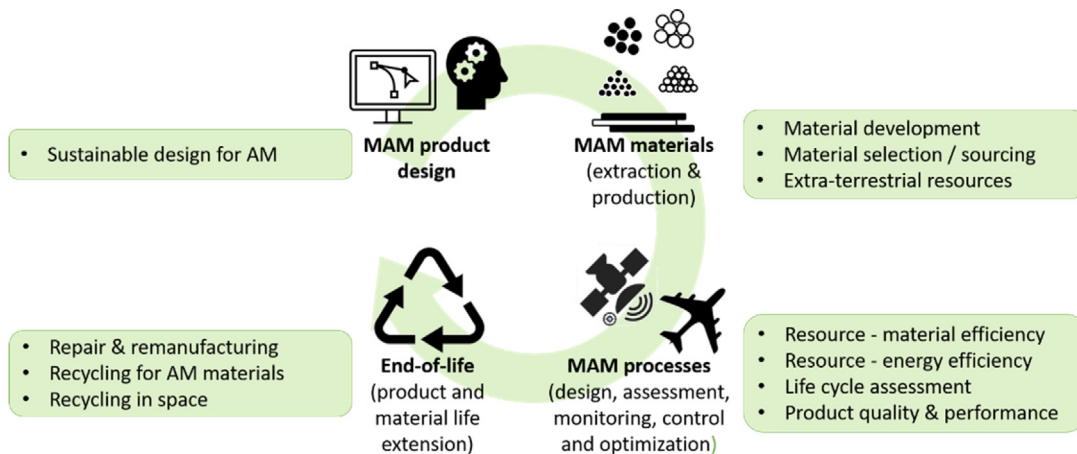 MAM product
design
MAM materials
(extraction &
production)
• Sustainable design for AM
• Material development
• Material selection / sourcing
• Extra-terrestrial resources
End-of-life
(product and
material life
extension)
MAM processes
(design, assessment,
monitoring, control
and optimization)
• Repair & remanufacturing
• Recycling for AM materials
• Recycling in space
• Resource - material efficiency
• Resource - energy efficiency
• Life cycle assessment
• Product quality & performance